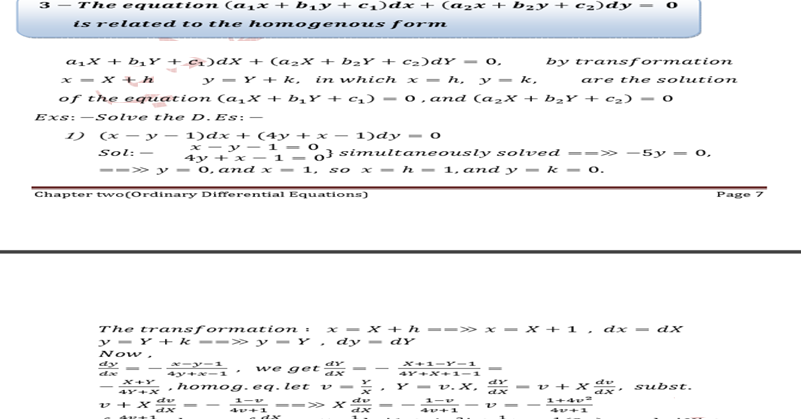 3 – The equation (a₁x + b₁y + c₁)dx + (a₂x + b₂y + c₂)dy = 0
is related to the homogenous form
a₁X + b₁Y + c₁)dX + (a₂X + b₂Y + c₂)dY = 0, by transformation
x = X + h y = Y + k, in which x = h, y = k, are the solution
of the equation (a₁X + b₁Y + c₁) = 0 , and (a₂X + b₂Y + c₂) = 0
Exs: –Solve the D. Es: –
1) (x – y – 1)dx + (4y + x – 1)dy = 0
Sol: – x – y – 1 = 0
4y + x – 1 = 0} simultaneously solved ==>> –5y = 0,
==>> y = 0, and x = 1, so x = h = 1, and y = k = 0.
Chapter two(Ordinary Differential Equations) Page 7
The transformation : x = X + h ==>> x = X + 1 , dx = dX
y = Y + k ==>> y = Y , dy = dY
Now ,
dy/dx = – x–y–1/4y+x–1 , we get dY/dX = – X+1–Y–1/4Y+X+1–1 =
– X+Y/4Y+X , homog. eq. let v = Y/X , Y = v.X, dY/dX = v + X dv/dX, subst.
v + X dv/dX = – 1–v/4v+1 ==>> X dv/dX = – 1–v/4v+1 – v = – 1+4v²/4v+1